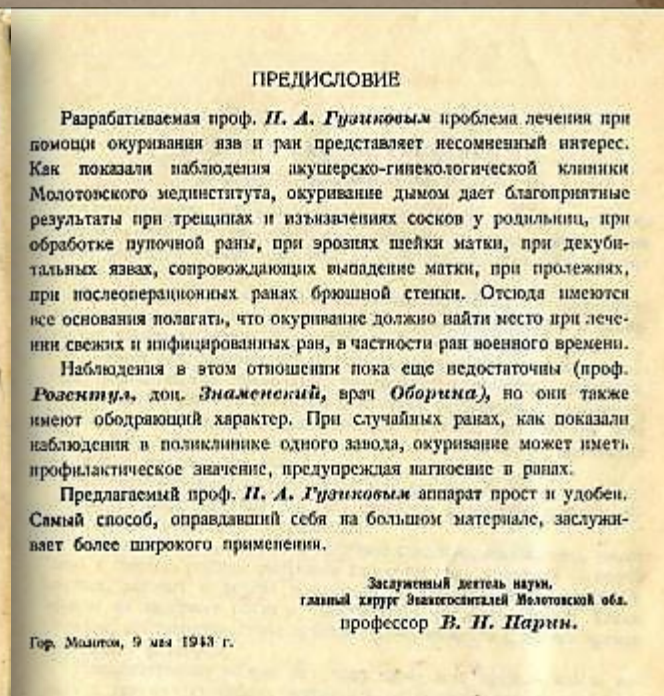 ПРЕДИСЛОВИЕ
Разрабатываемая проф. П. А. Гузиковым проблема лечения при
помощи окуривания язв и ран представляет несомненный интерес.
Как показали наблюдения акушерско-гинекологической клиники
Молотовского мединститута, окуривание дымом дает благоприятные
результаты при трещинах и изъязвлениях сосков у родильниц, при
обработке пупочной раны, при эрозиях шейки матки, при декуби-
тальных язвах, сопровождающих выпадение матки, при пролежнях,
при послеоперационных ранах брюшной стенки. Отсюда имеются
все основания полагать, что окуривание должно найти место при лече-
нии свежих и инфицированных ран, в частности ран военного времени.
Наблюдения в этом отношении пока еще недостаточны (проф.
Розентул, доц. Знаменский, врач Оборина), но они также
имеют ободряющий характер. При случайных ранах, как показали
наблюдения в поликлинике одного завода, окуривание может иметь
профилактическое значение, предупреждая нагноение в ранах.
Предлагаемый проф. П. А. Гузиковым аппарат прост и удобен.
Самый способ, оправдавший себя на большом материале, заслужи-
вает более широкого применения.
Заслуженный деятель науки,
главный хирург Эвакогоспиталей Молотовской обл.
профессор В. Н. Парин.
Гор. Молотов, 9 мая 1943 г.